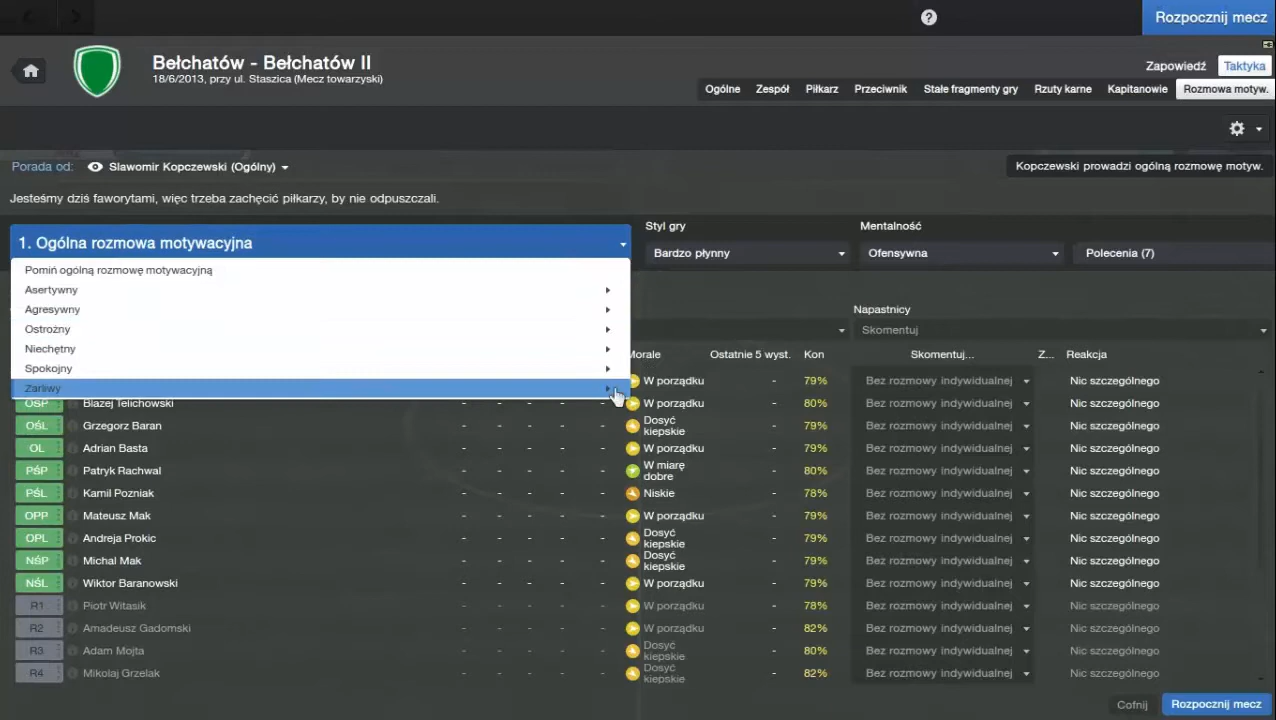 Rozpocznij mecz
Bełchatów - Bełchatów II
18/6/2013, przy ul. Staszica (Mecz towarzyski)
Zapowiedź Taktyka
Ogólne Zespół Piłkarz Przeciwnik Stałe fragmenty gry Rzuty karne Kapitanowie Rozmowa motyw.
Porada od: Slawomir Kopczewski (Ogólny) Kopczewski prowadzi ogólną rozmowę motyw.
Jesteśmy dziś faworytami, więc trzeba zachęcić piłkarzy, by nie odpuszczali.
Styl gry Mentalność
1. Ogólna rozmowa motywacyjna
Bardzo płynny Ofensywna Polecenia (7)
Pomiń ogólną rozmowę motywacyjną
Asertywny
Agresywny
Ostrożny
Niechętny
Spokojny
Żarliwy
Napastnicy
Skomentuj
Morale Ostatnie 5 wyst. Kon Skomentuj... Z... Reakcja
W porządku 79% Bez rozmowy indywidualnej Nic szczególnego
OŚP Błazej Telichowski - - - - - W porządku - 80% Bez rozmowy indywidualnej Nic szczególnego
OŚL Grzegorz Baran - - - - - Dosyć kiepskie - 79% Bez rozmowy indywidualnej Nic szczególnego
OL Adrian Basta - - - - - W porządku - 79% Bez rozmowy indywidualnej Nic szczególnego
PŚP Patryk Rachwal - - - - - W miarę dobre - 80% Bez rozmowy indywidualnej Nic szczególnego
PŚL Kamil Pozniak - - - - - Niskie - 78% Bez rozmowy indywidualnej Nic szczególnego
OPP Mateusz Mak - - - - - W porządku - 79% Bez rozmowy indywidualnej Nic szczególnego
OPL Andreja Prokic - - - - - Dosyć kiepskie - 79% Bez rozmowy indywidualnej Nic szczególnego
NŚP Michal Mak - - - - - Dosyć kiepskie - 79% Bez rozmowy indywidualnej Nic szczególnego
NŚL Wiktor Baranowski - - - - - W porządku - 79% Bez rozmowy indywidualnej Nic szczególnego
R1 Piotr Witasik - - - - - W porządku - 78% Bez rozmowy indywidualnej Nic szczególnego
R2 Amadeusz Gadomski - - - - - W porządku - 82% Bez rozmowy indywidualnej Nic szczególnego
R3 Adam Mojta - - - - - Dosyć kiepskie - 80% Bez rozmowy indywidualnej Nic szczególnego
R4 Mikolaj Grzelak - - - - - Dosyć kiepskie - 82% Bez rozmowy indywidualnej Nic szczególnego
Cofnij Rozpocznij mecz